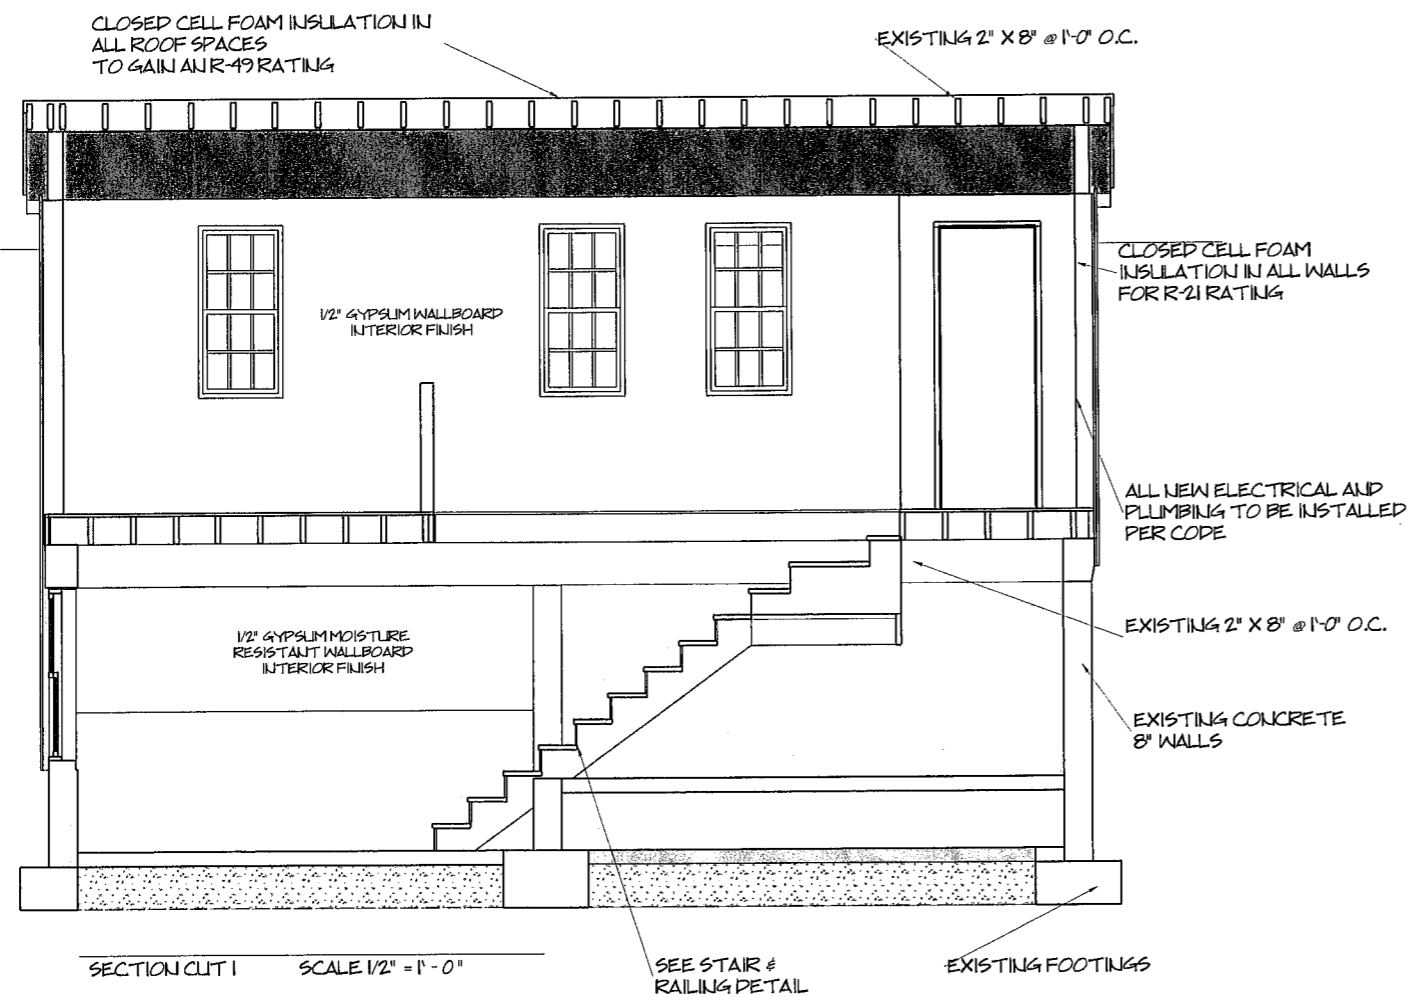 CLOSED CELL FOAM INSULATION IN
ALL ROOF SPACES
TO GAIN AN R-49 RATING
EXISTING 2" X 8" @ 1'-0" O.C.
CLOSED CELL FOAM
INSULATION IN ALL WALLS
FOR R-21 RATING
1/2" GYPSUM WALLBOARD
INTERIOR FINISH
ALL NEW ELECTRICAL AND
PLUMBING TO BE INSTALLED
PER CODE
EXISTING 2" X 8" @ 1'-0" O.C.
1/2" GYPSUM MOISTURE
RESISTANT WALLBOARD
INTERIOR FINISH
EXISTING CONCRETE
8" WALLS
SECTION CUT 1 SCALE 1/2" = 1' - 0"
SEE STAIR &
RAILING DETAIL
EXISTING FOOTINGS